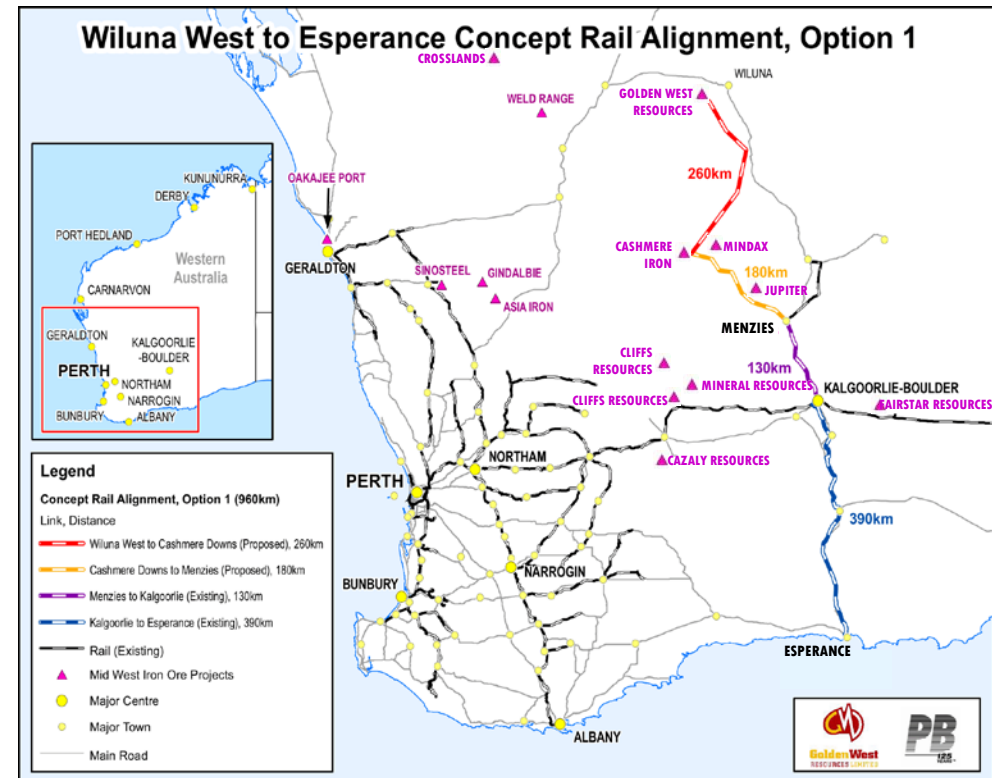 Wiluna West to Esperance Concept Rail Alignment, Option 1
CROSSLANDS
WILUNA
GOLDEN WEST
RESOURCES
WELD RANGE
260km
OAKAJEE PORT
GERALDTON
SINOSTEEL
GINDALBIE
ASIA IRON
CASHMERE
IRON
MINDAX
180km
JUPITER
MENZIES
130km
CLIFFS
RESOURCES
MINERAL RESOURCES
CLIFFS RESOURCES
KALGOORLIE-BOULDER
FAIRSTAR RESOURCES
CAZALY RESOURCES
NORTHAM
PERTH
390km
NARROGIN
BUNBURY
ESPERANCE
ALBANY
KUNUNURRA
DERBY
PORT HEDLAND
Western
Australia
CARNARVON
GERALDTON
KALGOORLIE
-BOULDER
PERTH
NORTHAM
NARROGIN
BUNBURY
ALBANY
Legend
Concept Rail Alignment, Option 1 (960km)
Link, Distance
Wiluna West to Cashmere Downs (Proposed), 260km
Cashmere Downs to Menzies (Proposed), 180km
Menzies to Kalgoorlie (Existing), 130km
Kalgoorlie to Esperance (Existing), 390km
Rail (Existing)
Mid West Iron Ore Projects
Major Centre
Major Town
Main Road
GoldenWest
RESOURCES LIMITED
PB
125
YEARS